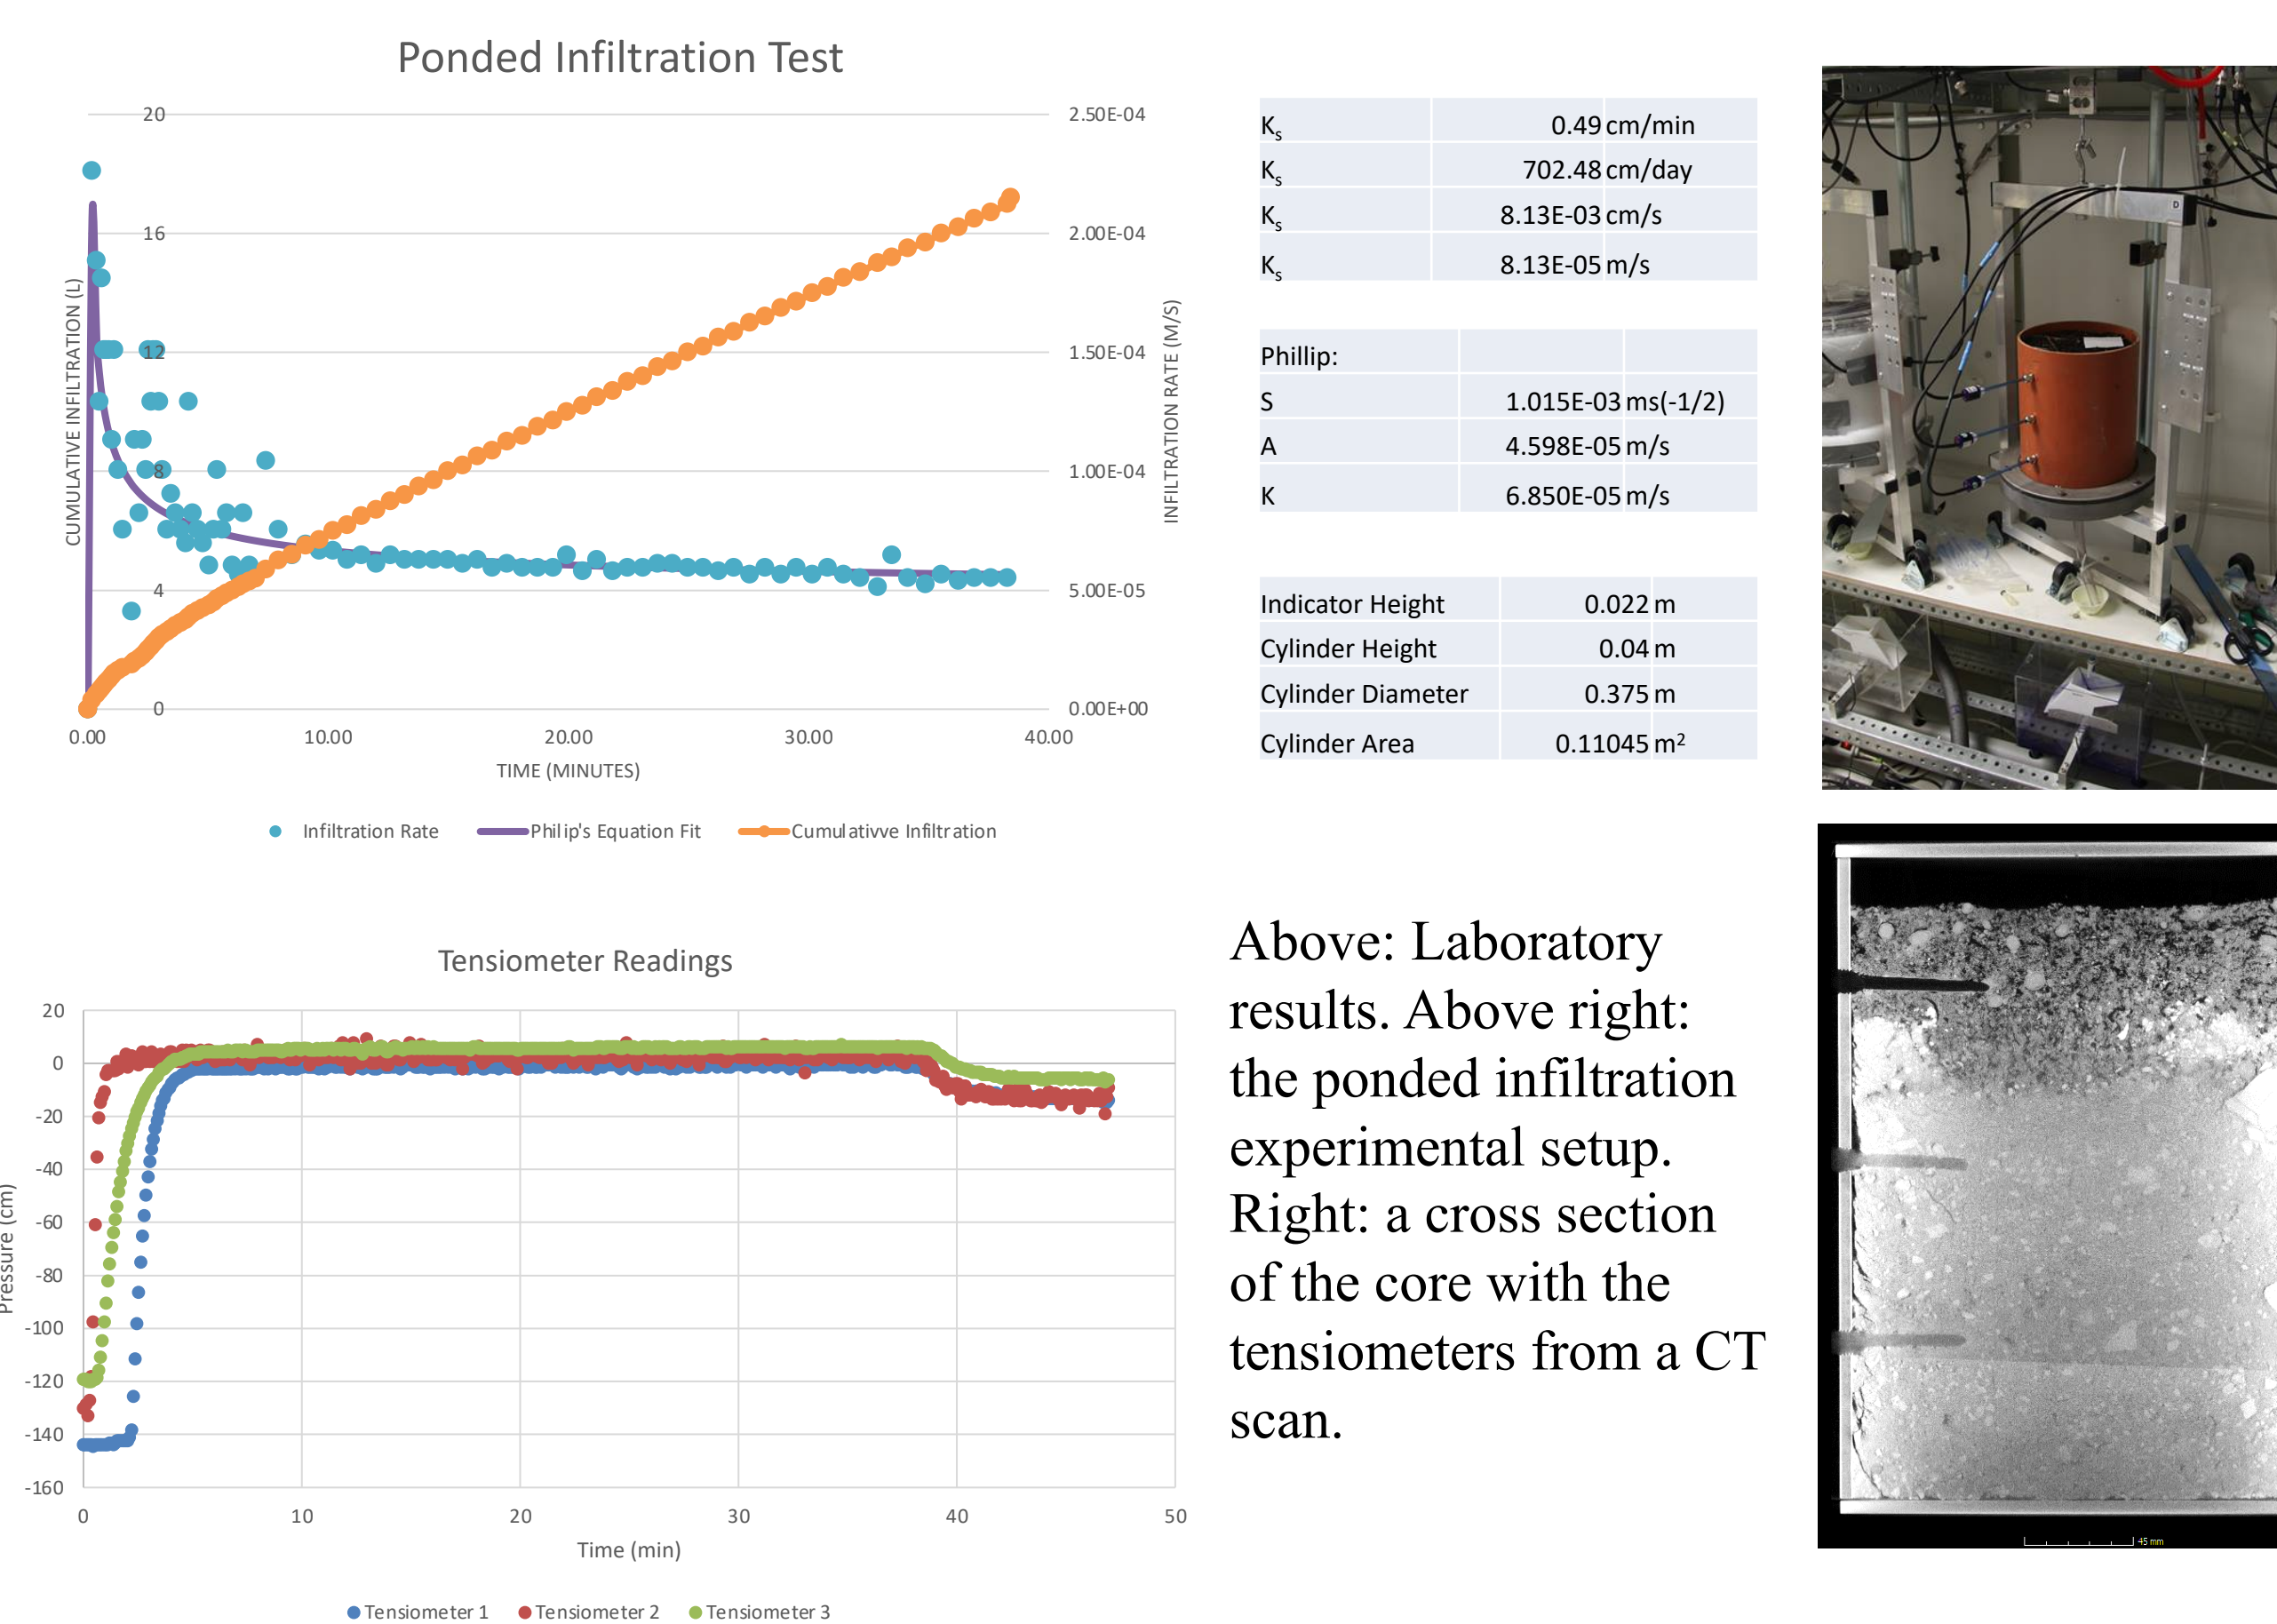 Ponded Infiltration Test
20
16
12
8
4
0
CUMULATIVE INFILTRATION (L)
2.50E-04
2.00E-04
1.50E-04
1.00E-04
5.00E-05
0.00E+00
INFILTRATION RATE (M/S)
0.00 10.00 20.00 30.00 40.00
TIME (MINUTES)
Infiltration Rate Philip's Equation Fit Cumulativve Infiltration
Ks 0.49 cm/min
Ks 702.48 cm/day
Ks 8.13E-03 cm/s
Ks 8.13E-05 m/s
Phillip:
S 1.015E-03 ms(-1/2)
A 4.598E-05 m/s
K 6.850E-05 m/s
Indicator Height 0.022 m
Cylinder Height 0.04 m
Cylinder Diameter 0.375 m
Cylinder Area 0.11045 m²
D
Tensiometer Readings
20
0
-20
-40
-60
-80
-100
-120
-140
-160
Pressure (cm)
0 10 20 30 40 50
Time (min)
Tensiometer 1 Tensiometer 2 Tensiometer 3
Above: Laboratory
results. Above right:
the ponded infiltration
experimental setup.
Right: a cross section
of the core with the
tensiometers from a CT
scan.
45 mm